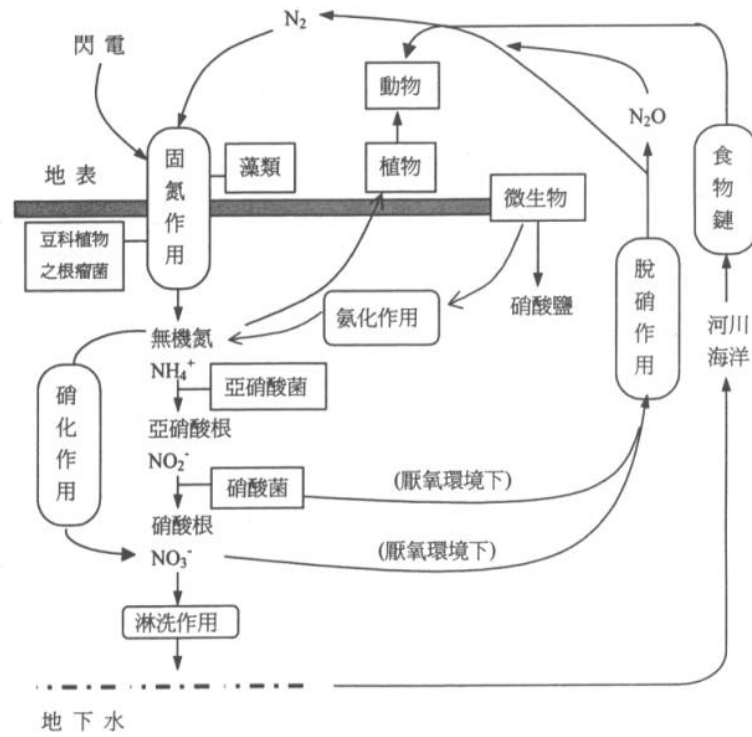 N₂
閃電
動物
N₂O
固氮作用
藻類
植物
食物鏈
地表
微生物
豆科植物
之根瘤菌
脫硝作用
硝酸鹽
氨化作用
河川
海洋
無機氮
NH₄⁺
亞硝酸菌
硝化作用
亞硝酸根
NO₂⁻
硝酸菌
(厭氧環境下)
硝酸根
NO₃⁻
(厭氧環境下)
淋洗作用
地下水